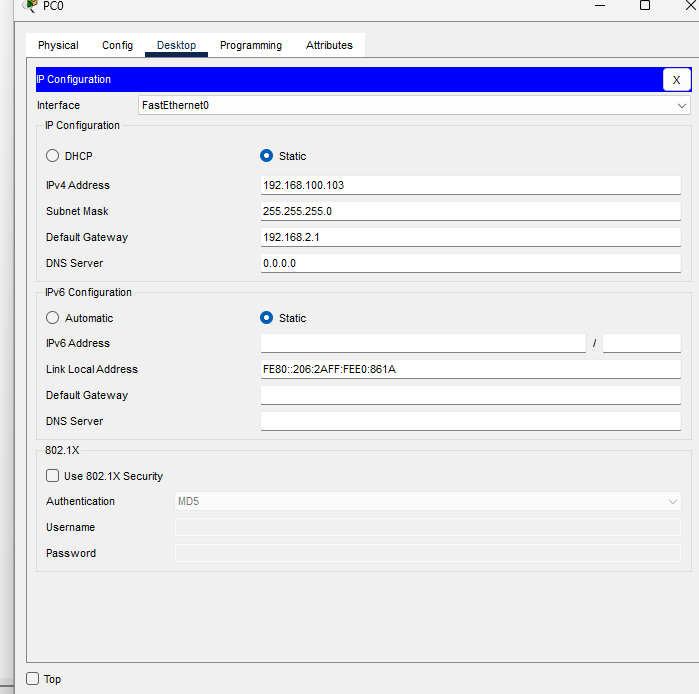 PC0
Physical Config Desktop Programming Attributes
IP Configuration X
Interface FastEthernet0
IP Configuration
DHCP Static
IPv4 Address 192.168.100.103
Subnet Mask 255.255.255.0
Default Gateway 192.168.2.1
DNS Server 0.0.0.0
IPv6 Configuration
Automatic Static
IPv6 Address /
Link Local Address FE80::206:2AFF:FEE0:861A
Default Gateway
DNS Server
802.1X
Use 802.1X Security
Authentication MD5
Username
Password
Top